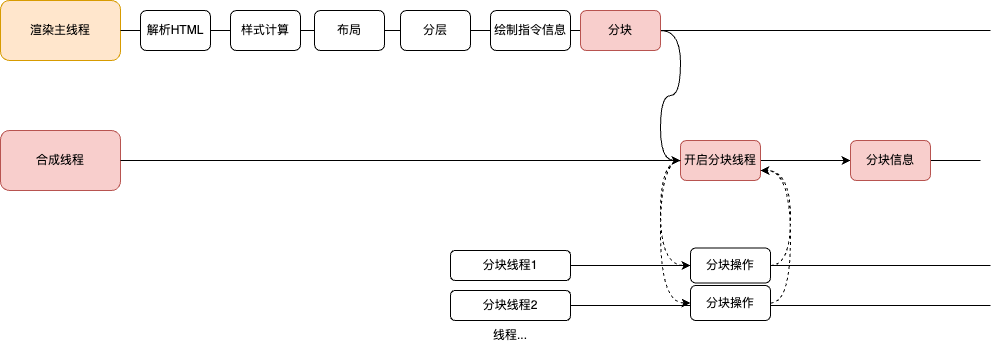 渲染主线程
解析HTML
样式计算
布局
分层
绘制指令信息
分块
合成线程
开启分块线程
分块信息
分块线程1
分块操作
分块线程2
分块操作
线程...